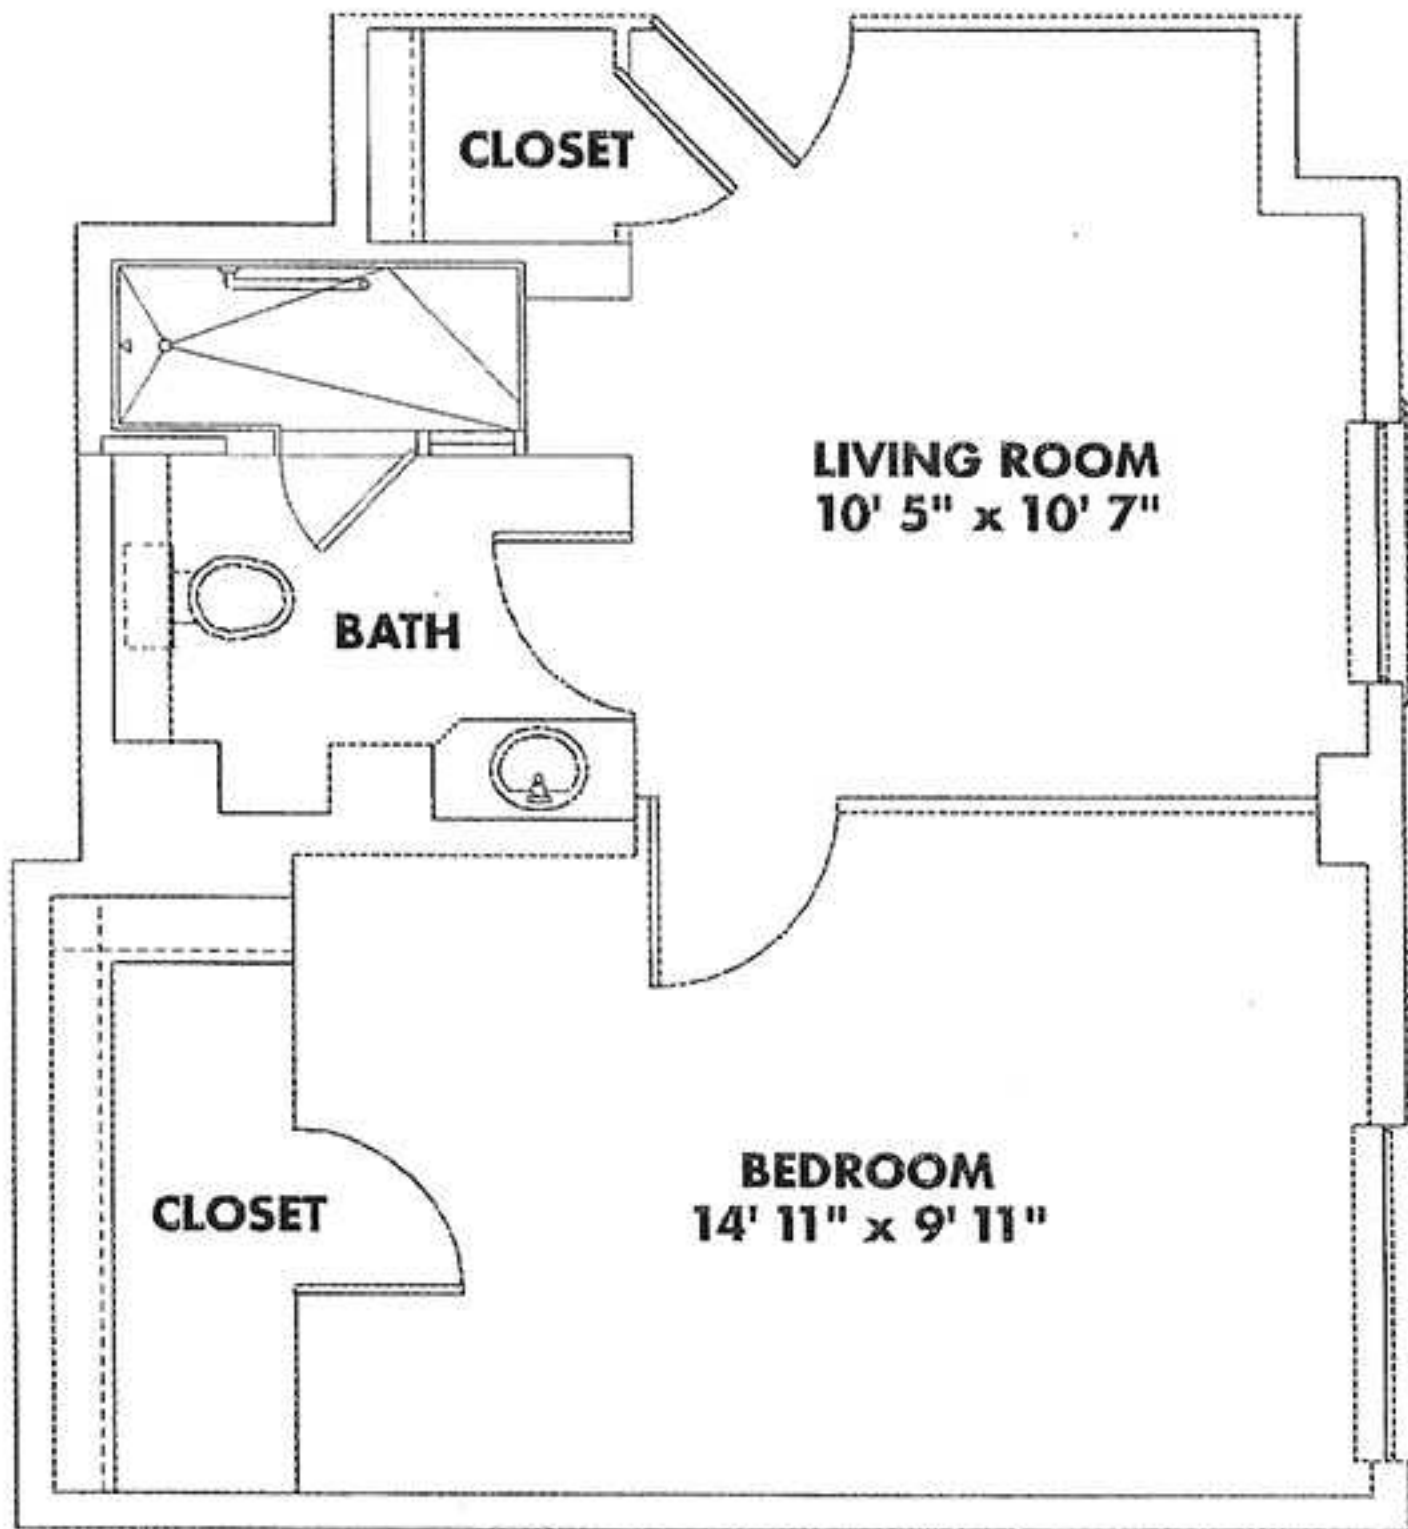 CLOSET
LIVING ROOM
10' 5" x 10' 7"
BATH
BEDROOM
14' 11" x 9' 11"
CLOSET